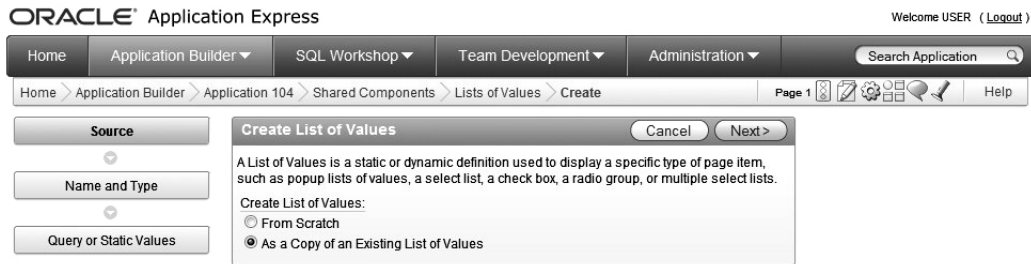 ORACLE Application Express
Welcome USER ( Logout )
Home Application Builder SQL Workshop Team Development Administration Search Application
Home Application Builder Application 104 Shared Components Lists of Values Create Page 1 Help
Source
Name and Type
Query or Static Values
Create List of Values Cancel Next >
A List of Values is a static or dynamic definition used to display a specific type of page item,
such as popup lists of values, a select list, a check box, a radio group, or multiple select lists.
Create List of Values:
From Scratch
As a Copy of an Existing List of Values